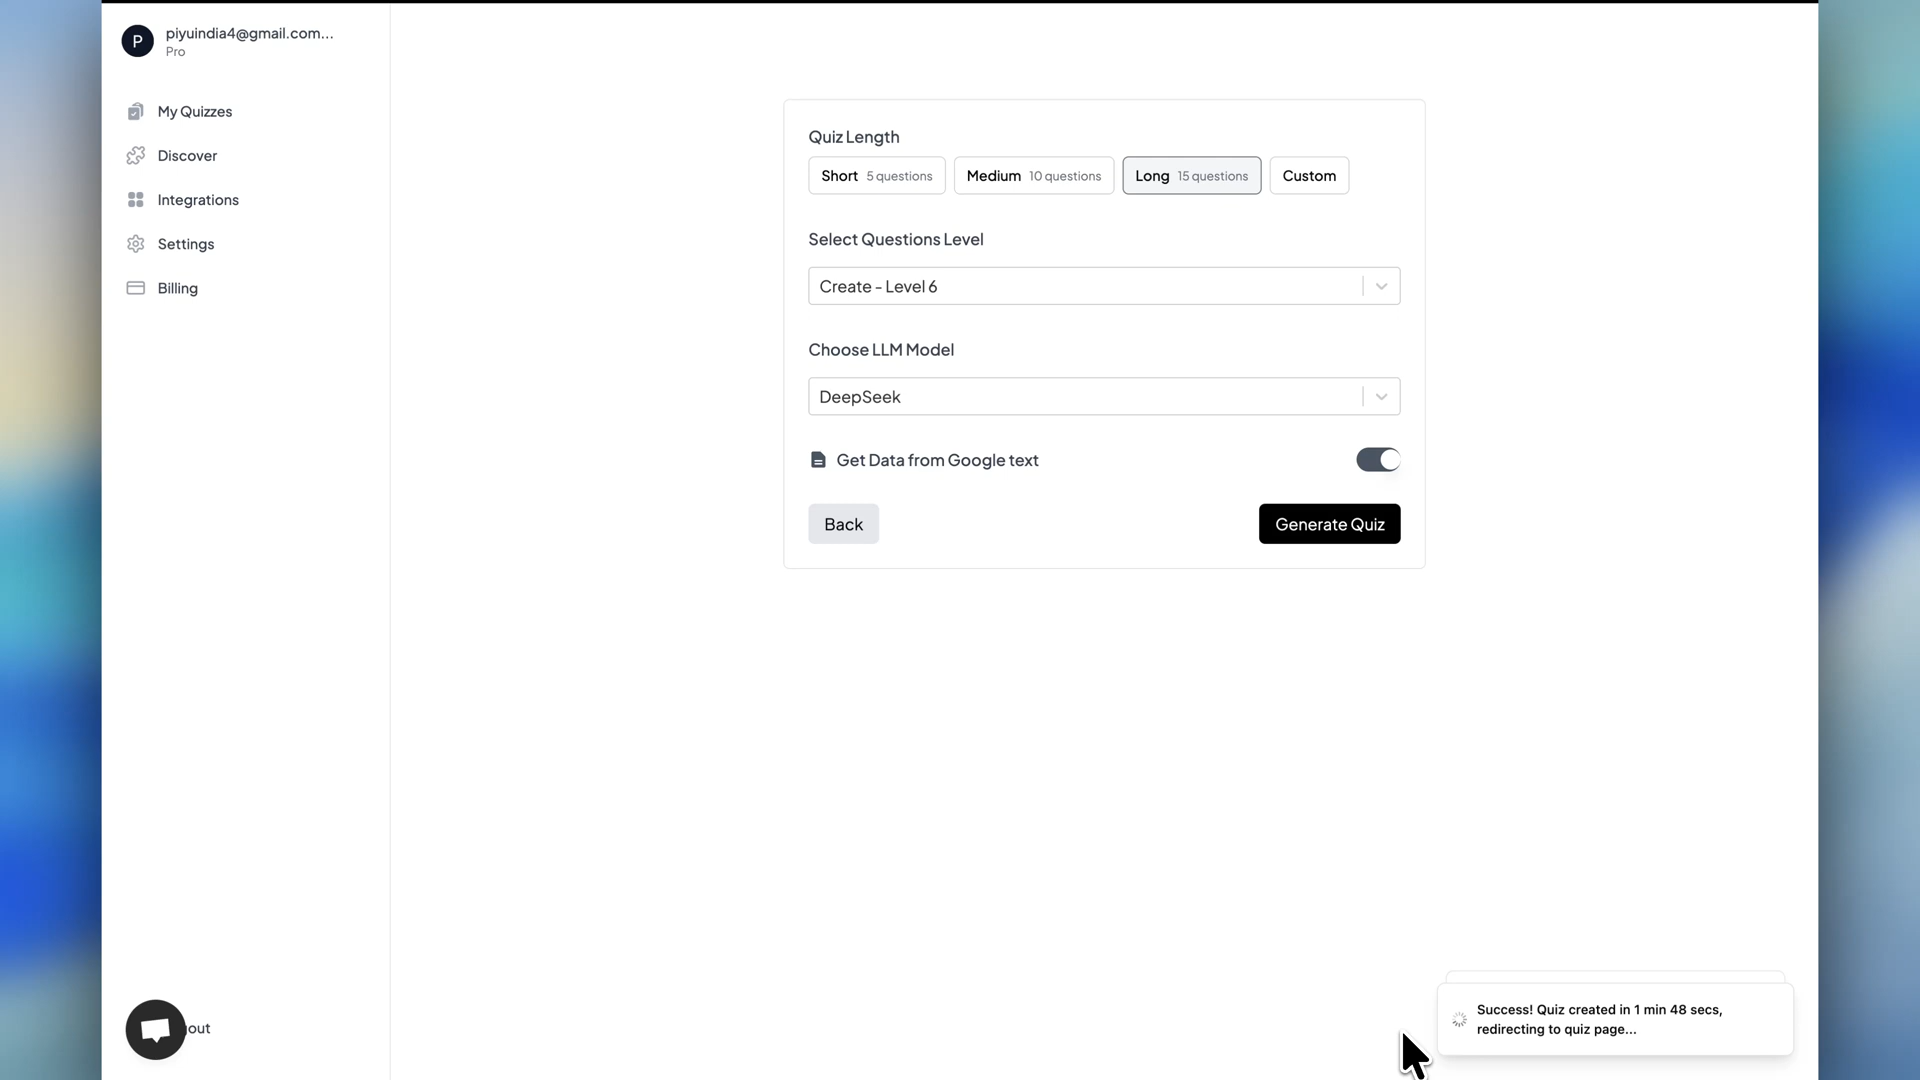 P
piyuindia4@gmail.com...
Pro
My Quizzes
Discover
Integrations
Settings
Billing
out
Quiz Length
Short 5 questions
Medium 10 questions
Long 15 questions
Custom
Select Questions Level
Create - Level 6
Choose LLM Model
DeepSeek
Get Data from Google text
Back
Generate Quiz
Success! Quiz created in 1 min 48 secs,
redirecting to quiz page...